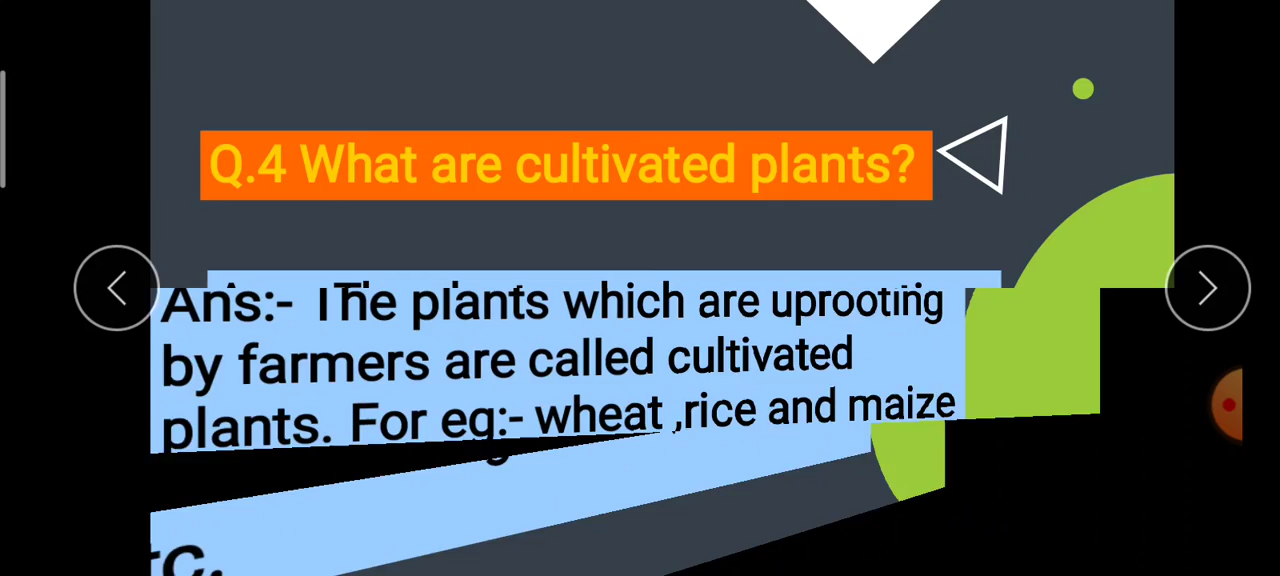 Q.4 What are cultivated plants?
Ans:- The plants which are uprooting
by farmers are called cultivated
plants. For eg:- wheat ,rice and maize